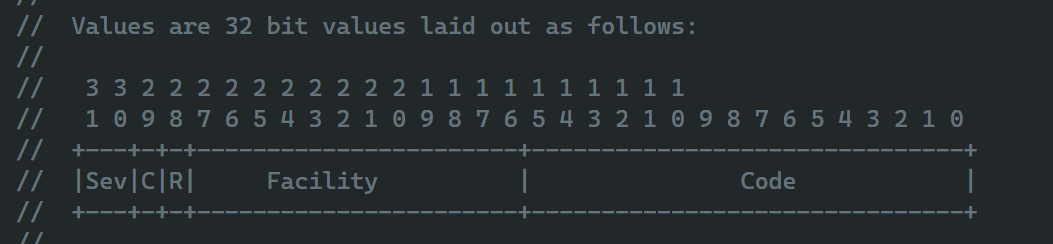 //
//  Values are 32 bit values laid out as follows:
//
//   3 3 2 2 2 2 2 2 2 2 2 2 1 1 1 1 1 1 1 1 1 1
//   1 0 9 8 7 6 5 4 3 2 1 0 9 8 7 6 5 4 3 2 1 0 9 8 7 6 5 4 3 2 1 0
//  +---+-+-+-----------------------+-------------------------------+
//  |Sev|C|R|     Facility          |               Code            |
//  +---+-+-+-----------------------+-------------------------------+
//